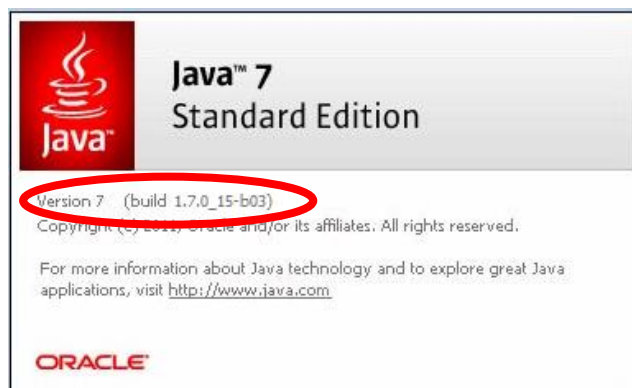 Java™
Java™ 7
Standard Edition
Version 7 (build 1.7.0_15-b03)
Copyright (c) 2011, Oracle and/or its affiliates. All rights reserved.
For more information about Java technology and to explore great Java
applications, visit http://www.java.com
ORACLE®